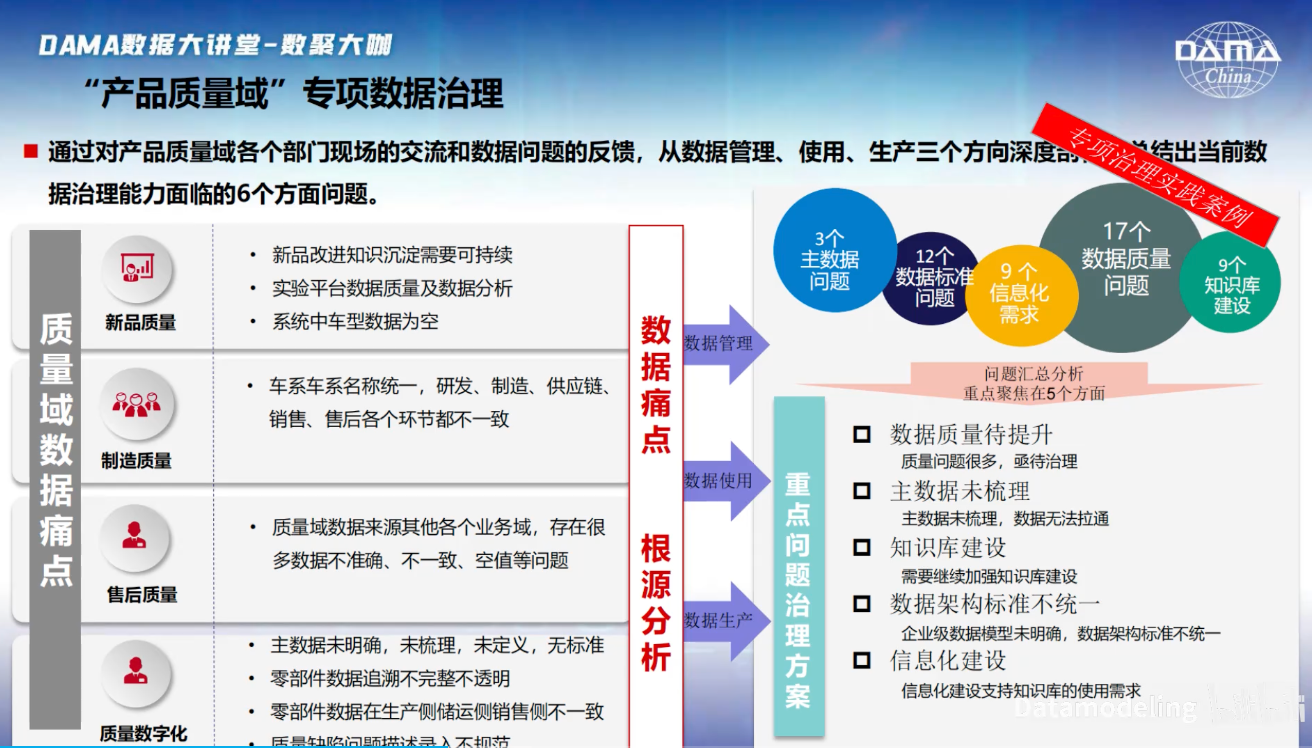 DAMA数据大讲堂-数聚大咖
DAMA
China
“产品质量域”专项数据治理
通过对产品质量域各个部门现场的交流和数据问题的反馈，从数据管理、使用、生产三个方向深度剖 总结出当前数
据治理能力面临的6个方面问题。
专项治理实践案例
质量域数据痛点
新品质量
• 新品改进知识沉淀需要可持续
• 实验平台数据质量及数据分析
• 系统中车型数据为空
制造质量
• 车系车系名称统一，研发、制造、供应链、
销售、售后各个环节都不一致
售后质量
• 质量域数据来源其他各个业务域，存在很
多数据不准确、不一致、空值等问题
质量数字化
• 主数据未明确，未梳理，未定义，无标准
• 零部件数据追溯不完整不透明
• 零部件数据在生产侧储运侧销售侧不一致
• 质量缺陷问题描述录入不规范
数据痛点
根源分析
数据管理
数据使用
数据生产
3个
主数据
问题
12个
数据标准
问题
9 个
信息化
需求
17个
数据质量
问题
9个
知识库
建设
问题汇总分析
重点聚焦在5个方面
重点问题治理方案
数据质量待提升
质量问题很多，亟待治理
主数据未梳理
主数据未梳理，数据无法拉通
知识库建设
需要继续加强知识库建设
数据架构标准不统一
企业级数据模型未明确，数据架构标准不统一
信息化建设
信息化建设支持知识库的使用需求
Datamodeling